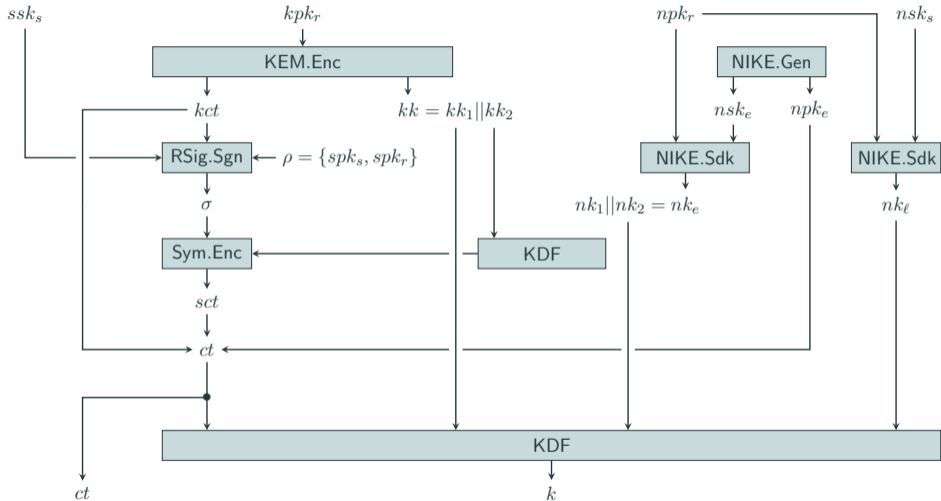 ssk_s kpk_r npk_r nsk_s
KEM.Enc NIKE.Gen
kct kk = kk_1||kk_2 nsk_e npk_e
RSig.Sgn ρ = {spk_s, spk_r} NIKE.Sdk NIKE.Sdk
σ nk_1||nk_2 = nk_e nk_ℓ
Sym.Enc KDF
sct
ct
KDF
ct k